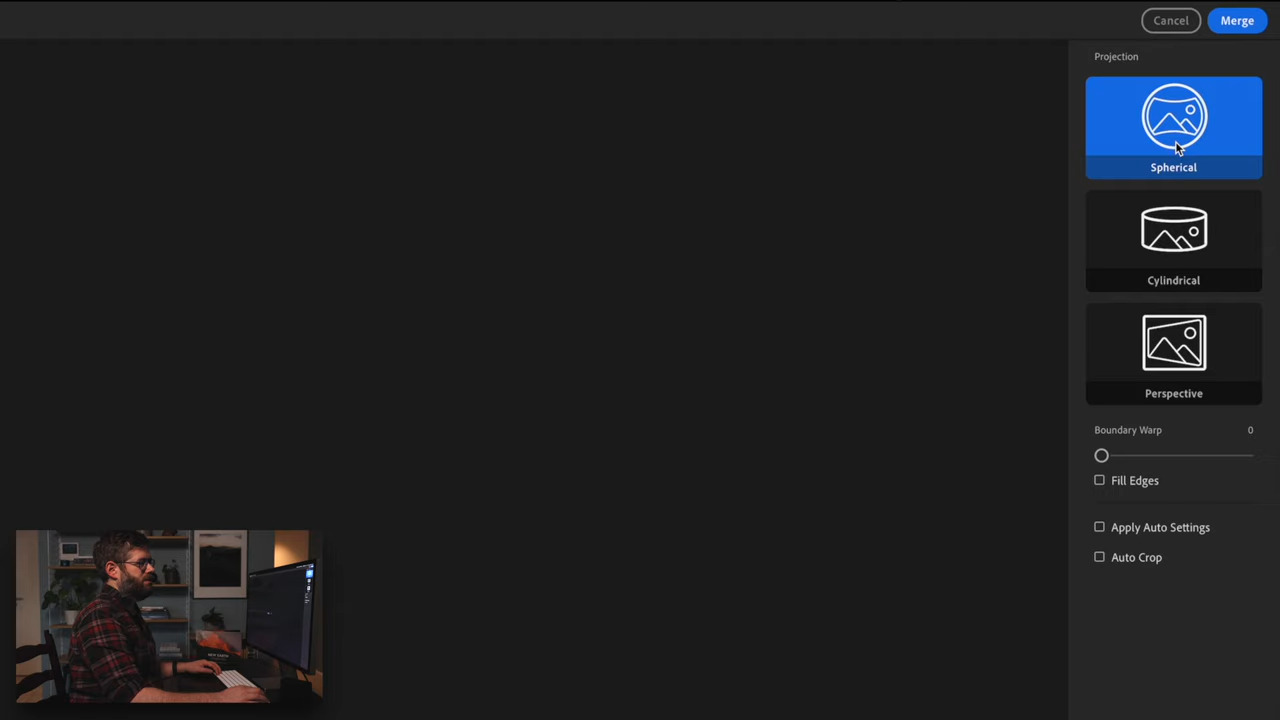 Cancel
Merge
Projection
Spherical
Cylindrical
Perspective
Boundary Warp 0
Fill Edges
Apply Auto Settings
Auto Crop